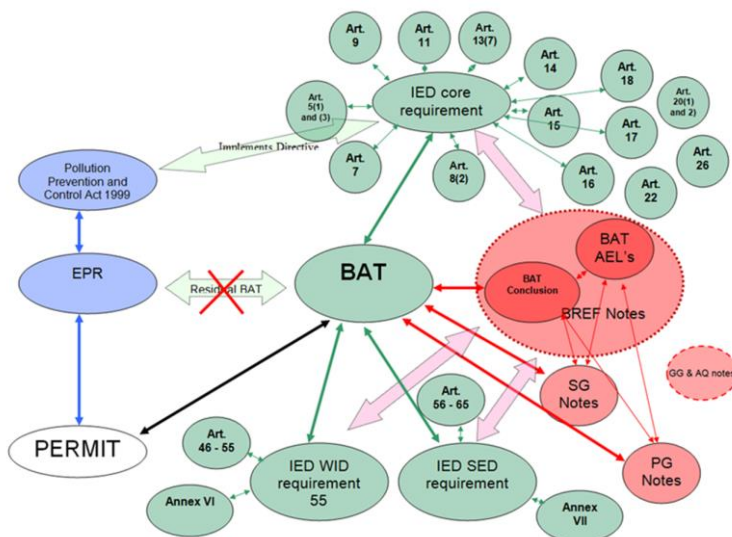 Art.
9
Art.
11
Art.
13(7)
Art.
14
Art.
18
Art.
20(1)
and 2)
Art.
5(1)
and (3)
IED core
requirement
Art.
15
Art.
17
Art.
26
Implements Directive
Art.
7
Art.
8(2)
Art.
16
Art.
22
Pollution
Prevention and
Control Act 1999
EPR
Residual BAT
BAT
BAT
AEL's
BAT
Conclusion
BREF Notes
GG & AQ notes
SG
Notes
Art.
56 - 65
PERMIT
Art.
46 - 55
IED WID
requirement
55
IED SED
requirement
PG
Notes
Annex VI
Annex
VII